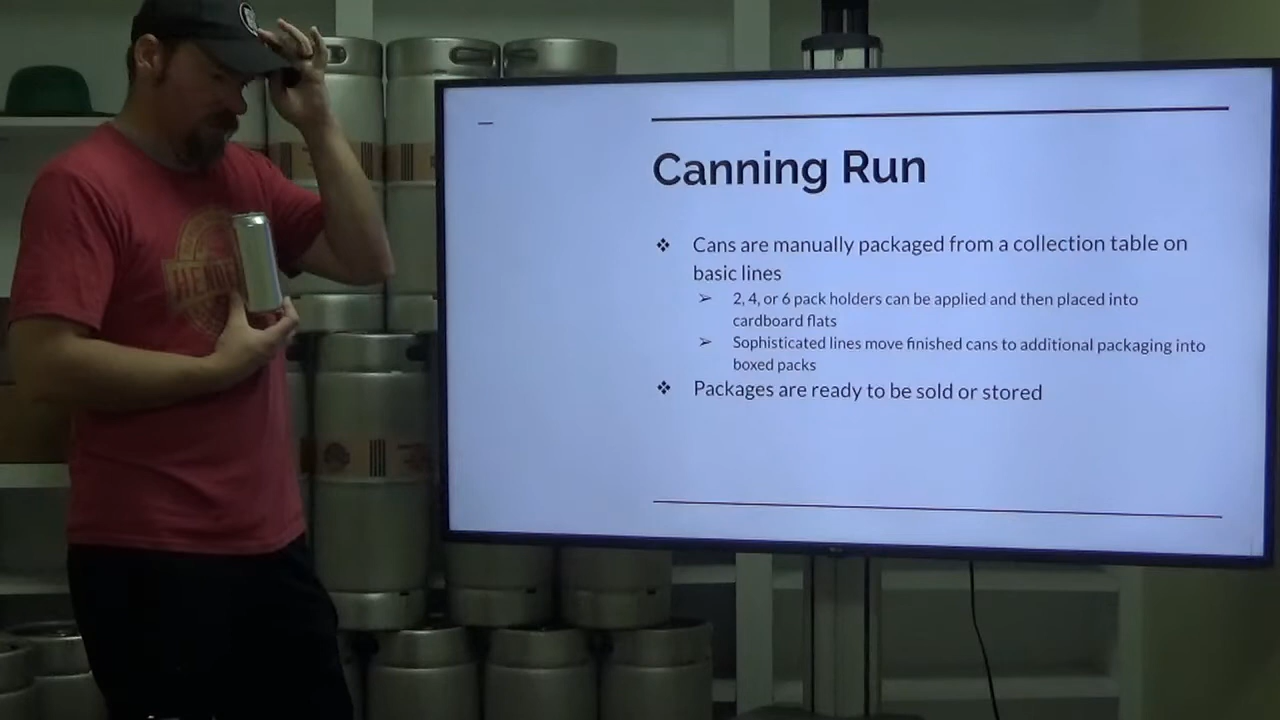 Canning Run
❖ Cans are manually packaged from a collection table on
basic lines
➢ 2, 4, or 6 pack holders can be applied and then placed into
cardboard flats
➢ Sophisticated lines move finished cans to additional packaging into
boxed packs
❖ Packages are ready to be sold or stored